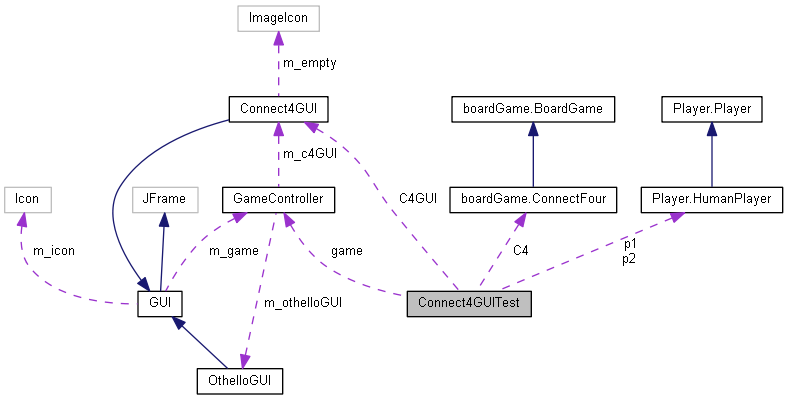 ImageIcon
m_empty
Connect4GUI
boardGame.BoardGame
Player.Player
m_c4GUI
Icon
JFrame
GameController
C4GUI
boardGame.ConnectFour
Player.HumanPlayer
m_icon
m_game
game
C4
p1
p2
GUI
m_othelloGUI
Connect4GUITest
OthelloGUI